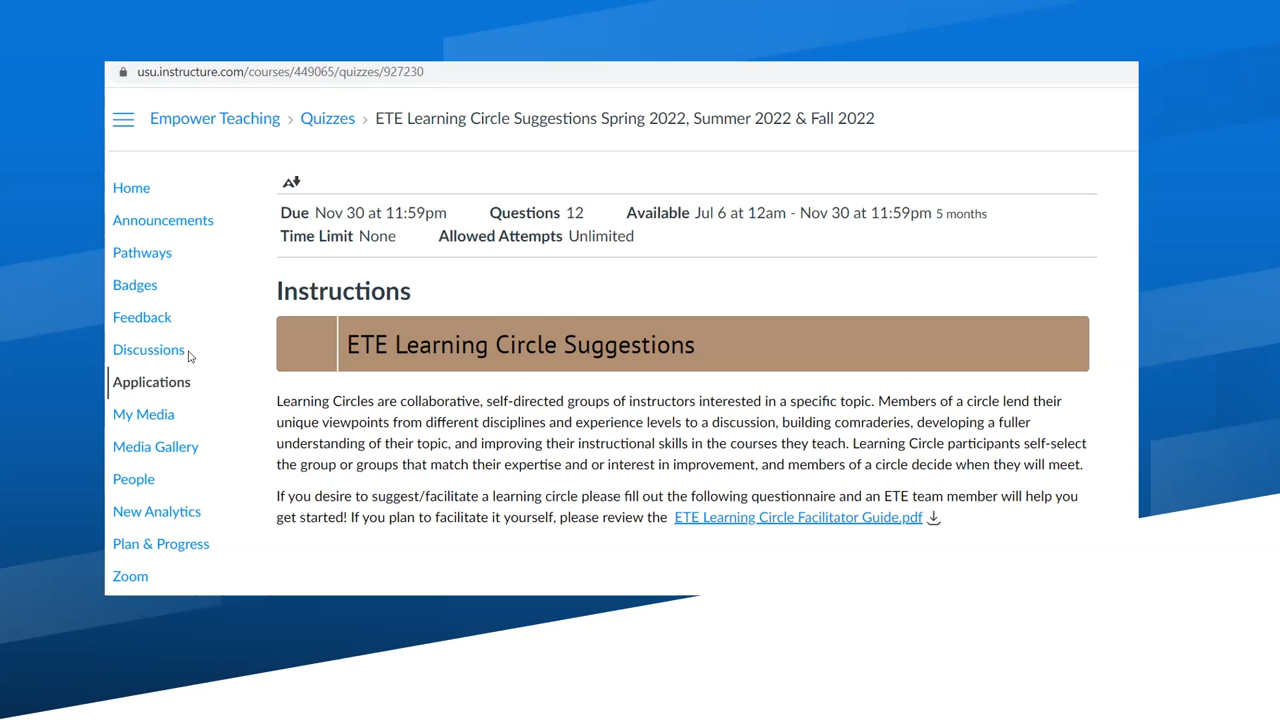 usu.instructure.com/courses/449065/quizzes/927230
Empower Teaching › Quizzes › ETE Learning Circle Suggestions Spring 2022, Summer 2022 & Fall 2022
Home
Announcements
Pathways
Badges
Feedback
Discussions
Applications
My Media
Media Gallery
People
New Analytics
Plan & Progress
Zoom
Due Nov 30 at 11:59pm Questions 12 Available Jul 6 at 12am - Nov 30 at 11:59pm 5 months
Time Limit None Allowed Attempts Unlimited
Instructions
ETE Learning Circle Suggestions
Learning Circles are collaborative, self-directed groups of instructors interested in a specific topic. Members of a circle lend their
unique viewpoints from different disciplines and experience levels to a discussion, building comraderies, developing a fuller
understanding of their topic, and improving their instructional skills in the courses they teach. Learning Circle participants self-select
the group or groups that match their expertise and or interest in improvement, and members of a circle decide when they will meet.
If you desire to suggest/facilitate a learning circle please fill out the following questionnaire and an ETE team member will help you
get started! If you plan to facilitate it yourself, please review the ETE Learning Circle Facilitator Guide.pdf